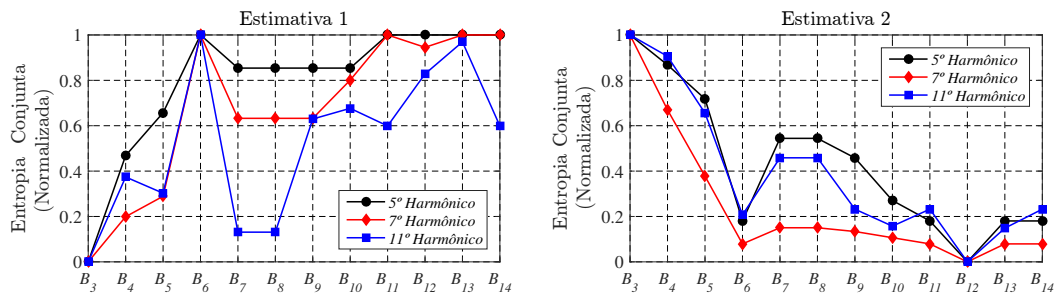 Estimativa 1
Entropia Conjunta
(Normalizada)
1
0.8
0.6
0.4
0.2
0
5º Harmônico
7º Harmônico
11º Harmônico
B3 B4 B5 B6 B7 B8 B9 B10 B11 B12 B13 B14
Estimativa 2
Entropia Conjunta
(Normalizada)
1
0.8
0.6
0.4
0.2
0
5º Harmônico
7º Harmônico
11º Harmônico
B3 B4 B5 B6 B7 B8 B9 B10 B11 B12 B13 B14